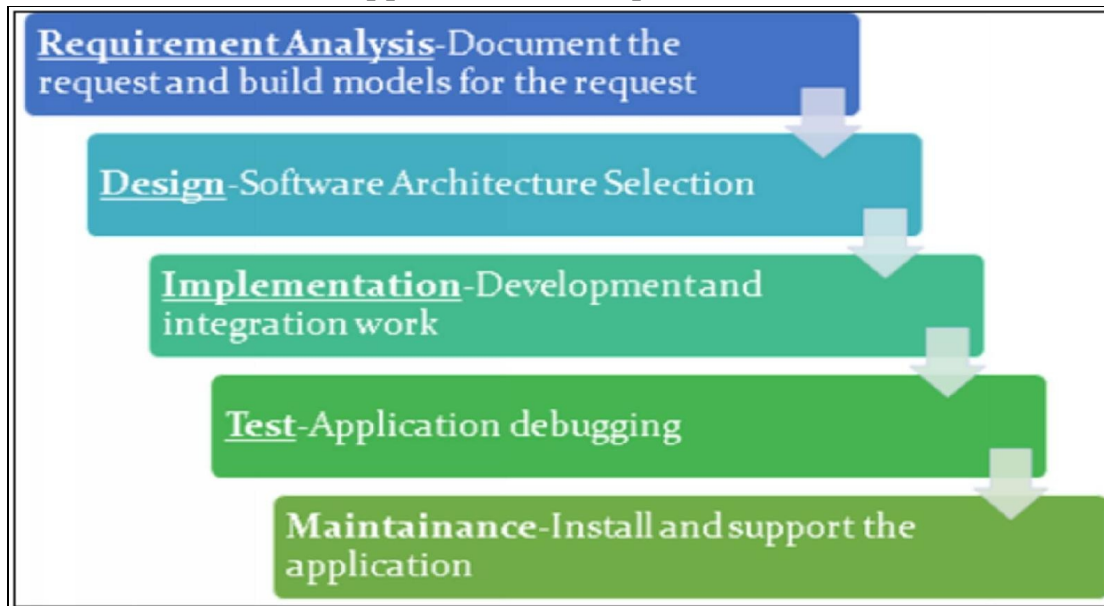 Requirement Analysis-Document the
request and build models for the request
Design-Software Architecture Selection
Implementation-Development and
integration work
Test-Application debugging
Maintainance-Install and support the
application